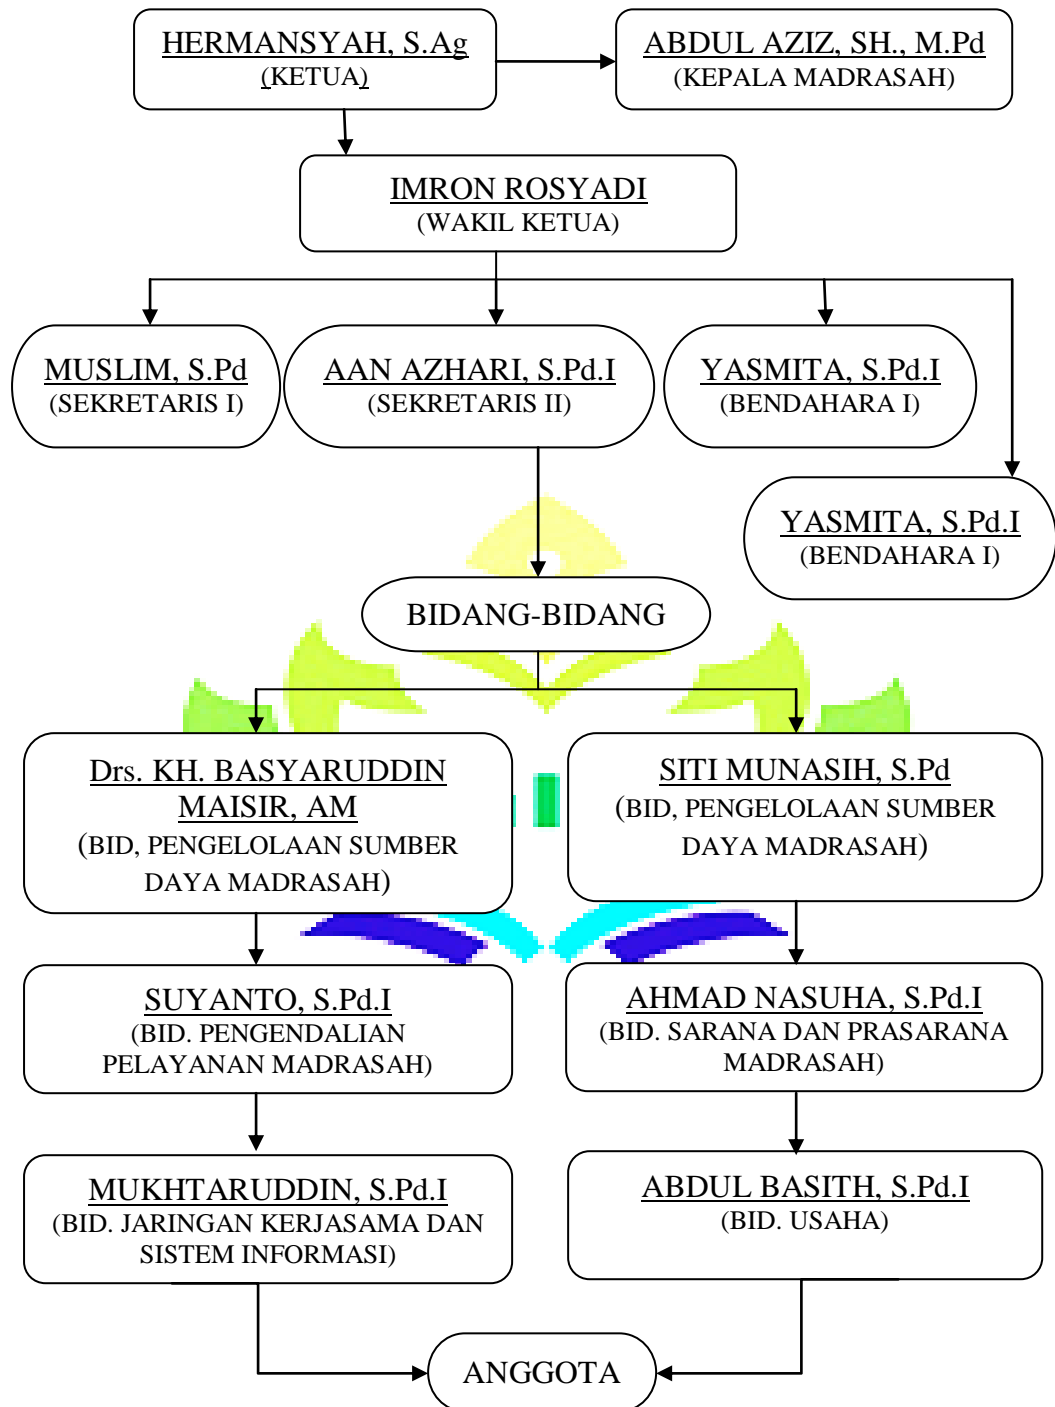 HERMANSYAH, S.Ag
(KETUA)
ABDUL AZIZ, SH., M.Pd
(KEPALA MADRASAH)
IMRON ROSYADI
(WAKIL KETUA)
MUSLIM, S.Pd
(SEKRETARIS I)
AAN AZHARI, S.Pd.I
(SEKRETARIS II)
YASMITA, S.Pd.I
(BENDAHARA I)
YASMITA, S.Pd.I
(BENDAHARA I)
BIDANG-BIDANG
Drs. KH. BASYARUDDIN
MAISIR, AM
(BID, PENGELOLAAN SUMBER
DAYA MADRASAH)
SITI MUNASIH, S.Pd
(BID, PENGELOLAAN SUMBER
DAYA MADRASAH)
SUYANTO, S.Pd.I
(BID. PENGENDALIAN
PELAYANAN MADRASAH)
AHMAD NASUHA, S.Pd.I
(BID. SARANA DAN PRASARANA
MADRASAH)
MUKHTARUDDIN, S.Pd.I
(BID. JARINGAN KERJASAMA DAN
SISTEM INFORMASI)
ABDUL BASITH, S.Pd.I
(BID. USAHA)
ANGGOTA